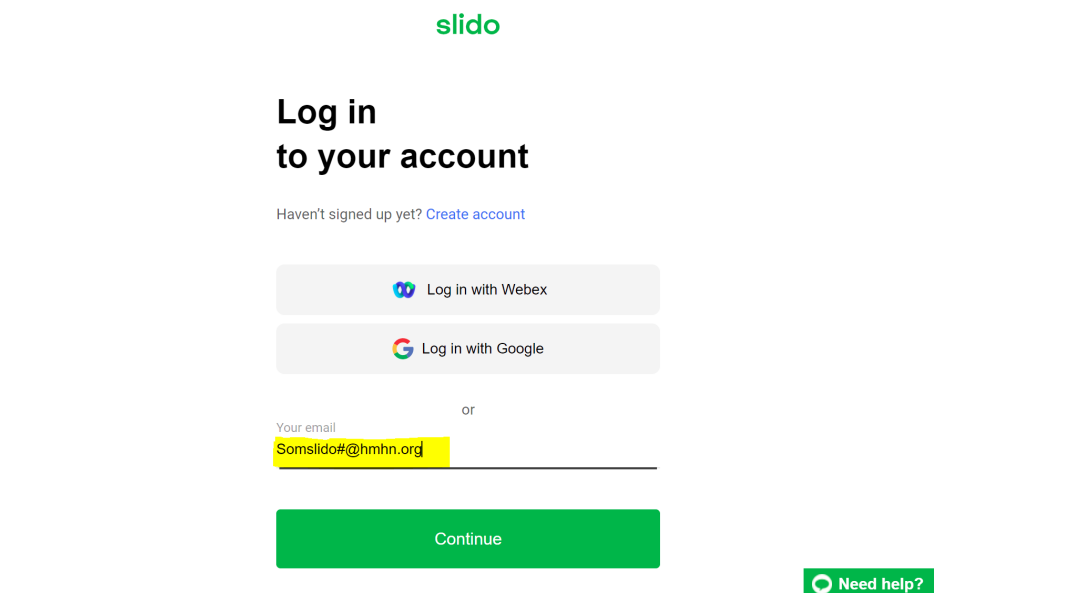 slido
Log in
to your account
Haven’t signed up yet? Create account
Log in with Webex
Log in with Google
or
Your email
Somslido#@hmhn.org
Continue
Need help?